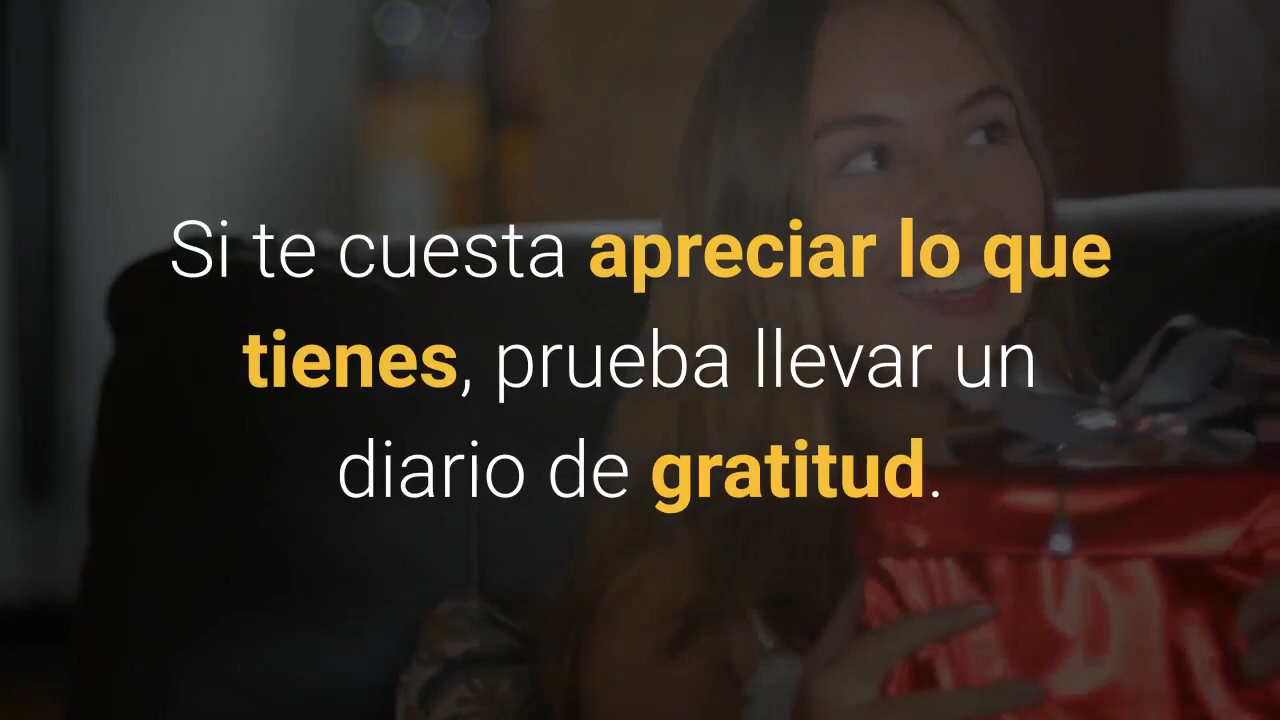 Si te cuesta apreciar lo que
tienes, prueba llevar un
diario de gratitud.